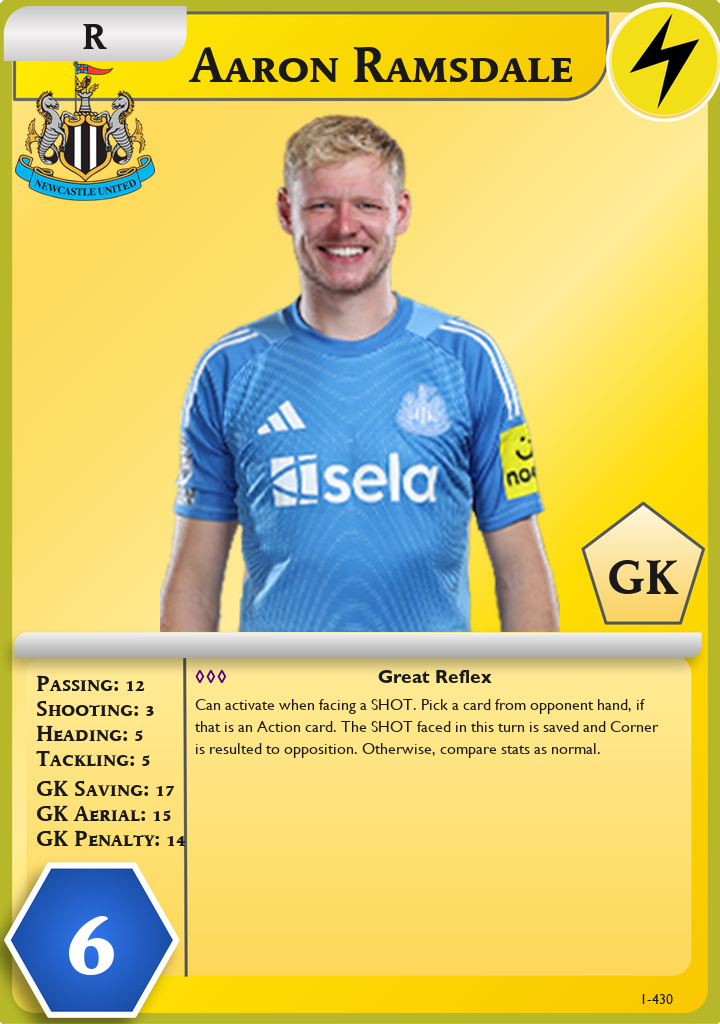 R
Aaron Ramsdale
NEWCASTLE UNITED
sela
GK
Passing: 12
Shooting: 3
Heading: 5
Tackling: 5
GK Saving: 17
GK Aerial: 15
GK Penalty: 14
6
Great Reflex
Can activate when facing a SHOT. Pick a card from opponent hand, if
that is an Action card. The SHOT faced in this turn is saved and Corner
is resulted to opposition. Otherwise, compare stats as normal.
1-430